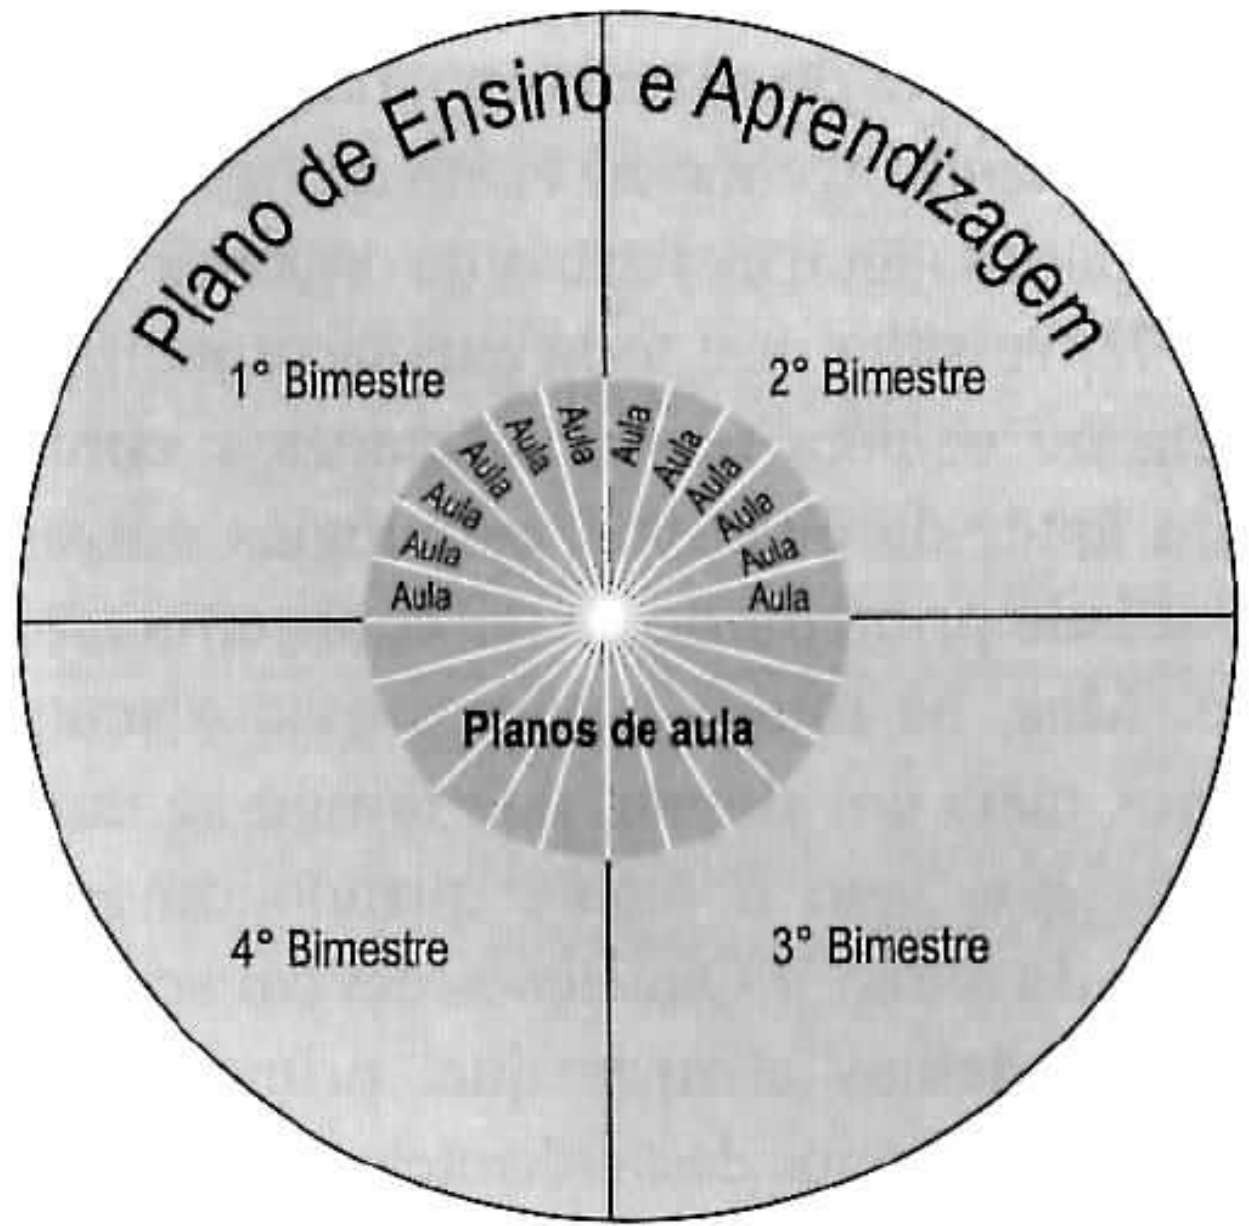 Plano de Ensino e Aprendizagem
1° Bimestre
2° Bimestre
Aula
Aula
Aula
Aula
Aula
Aula
Aula
Aula
Aula
Aula
Aula
Aula
Planos de aula
4° Bimestre
3° Bimestre